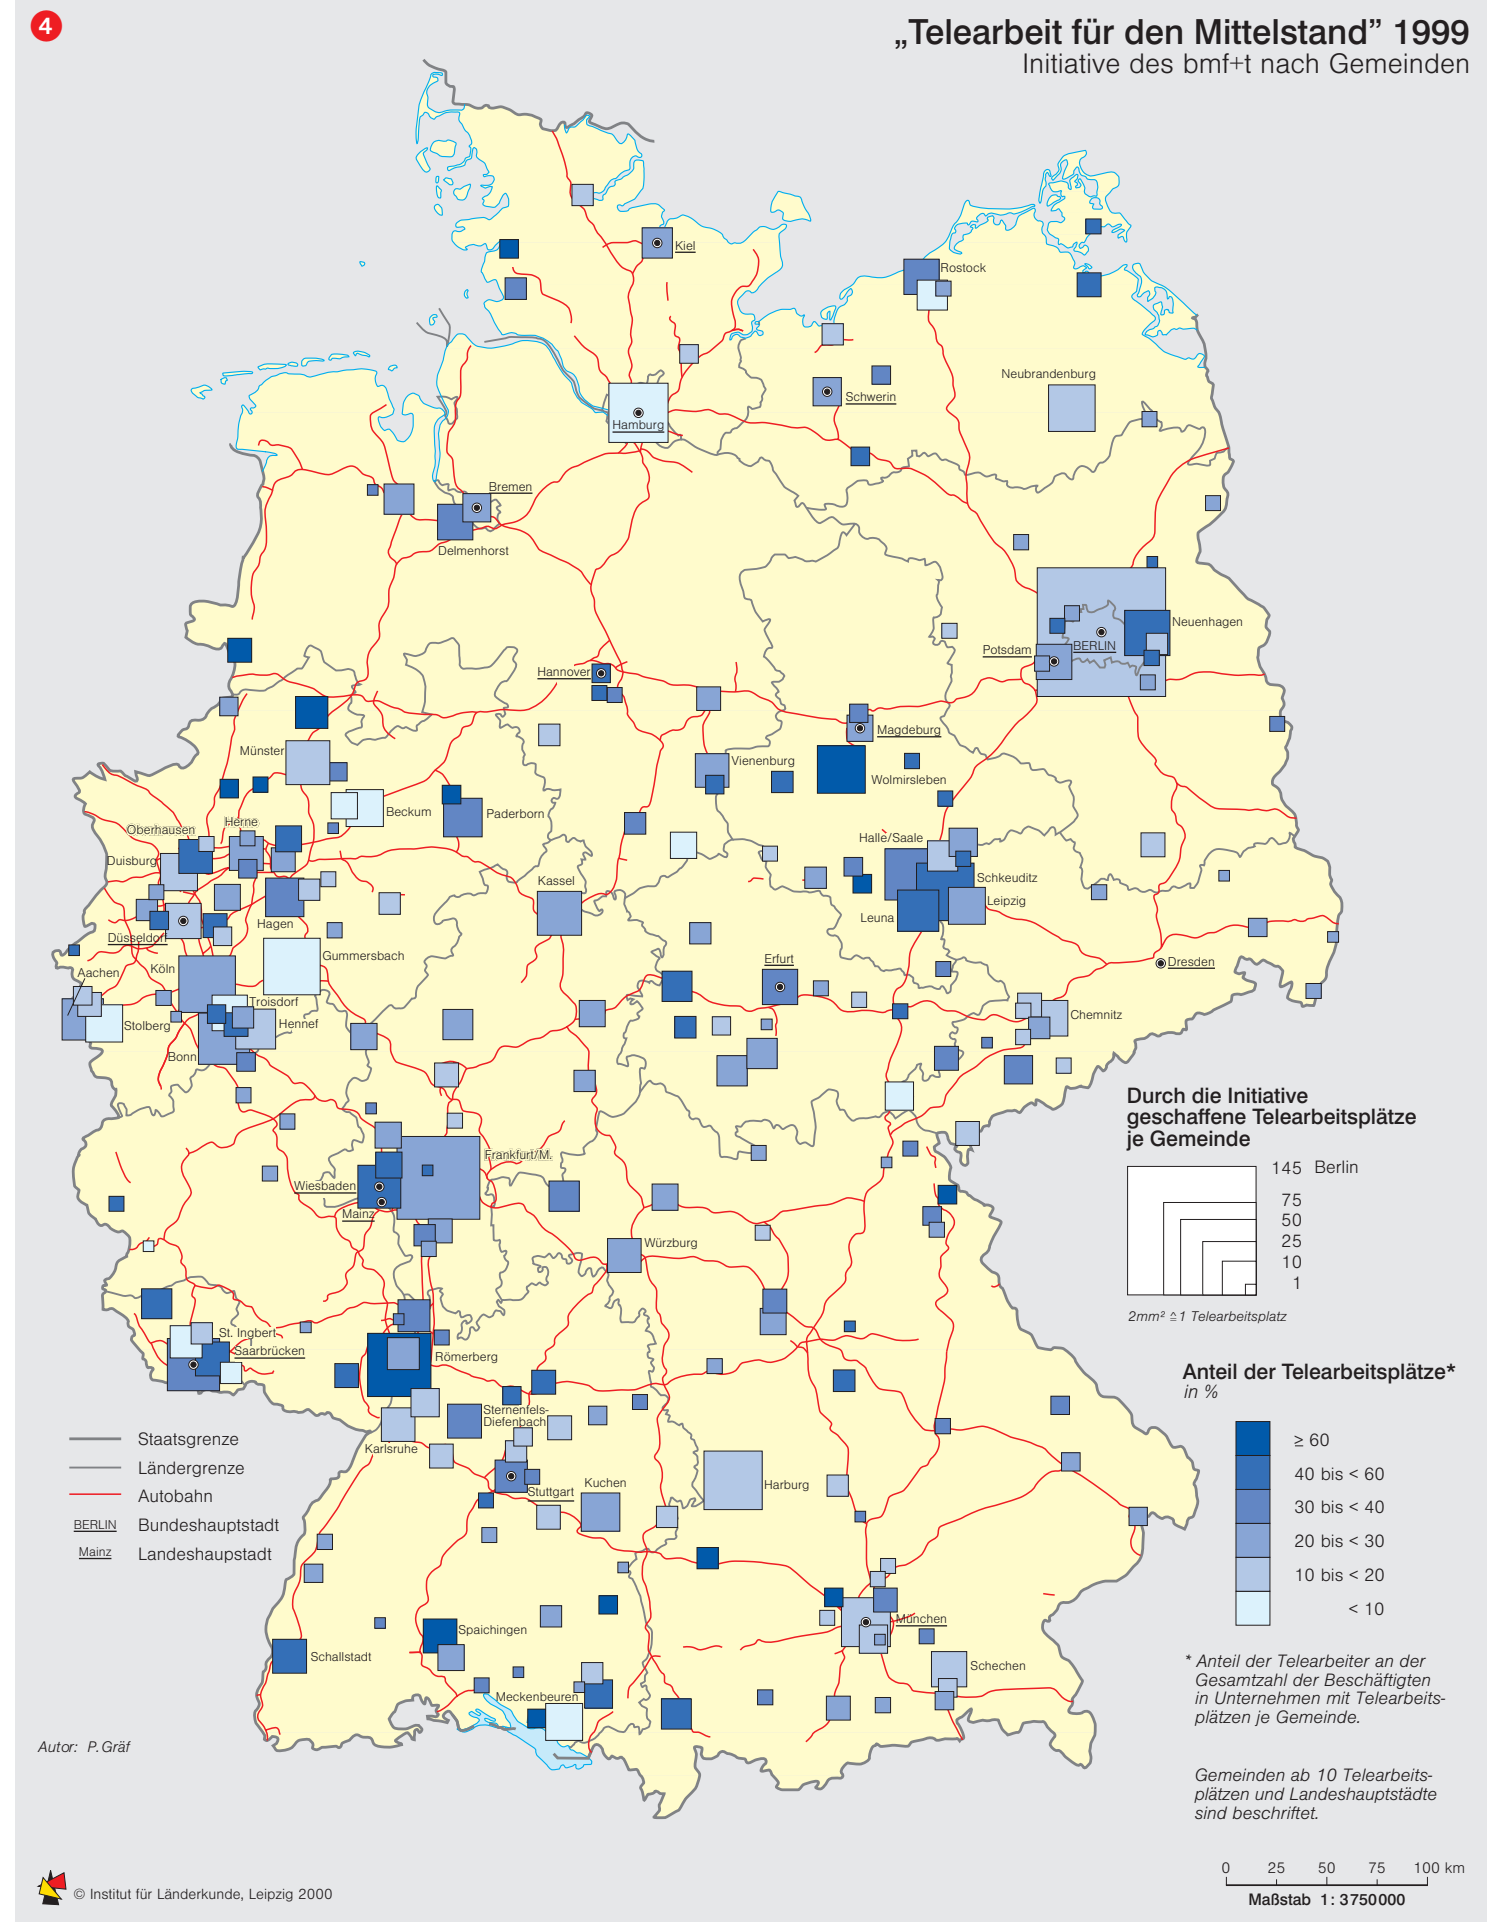 4
„Telearbeit für den Mittelstand” 1999
Initiative des bmf+t nach Gemeinden
Kiel
Rostock
Neubrandenburg
Schwerin
Hamburg
Bremen
Delmenhorst
Neuenhagen
Potsdam
BERLIN
Hannover
Magdeburg
Münster
Vienenburg
Wolmirsleben
Beckum
Paderborn
Oberhausen
Herne
Halle/Saale
Duisburg
Schkeuditz
Kassel
Leipzig
Leuna
Hagen
Düsseldorf
Gummersbach
Erfurt
Dresden
Aachen
Köln
Troisdorf
Stolberg
Hennef
Chemnitz
Bonn
Frankfurt/M.
Wiesbaden
Mainz
Würzburg
St. Ingbert
Saarbrücken
Römerberg
Sternenfels-
Diefenbach
Karlsruhe
Stuttgart
Kuchen
Harburg
München
Spaichingen
Schallstadt
Schechen
Meckenbeuren
Durch die Initiative
geschaffene Telearbeitsplätze
je Gemeinde
145 Berlin
75
50
25
10
1
2mm² ≙ 1 Telearbeitsplatz
Anteil der Telearbeitsplätze*
in %
≥ 60
40 bis < 60
30 bis < 40
20 bis < 30
10 bis < 20
< 10
* Anteil der Telearbeiter an der
Gesamtzahl der Beschäftigten
in Unternehmen mit Telearbeits-
plätzen je Gemeinde.
Gemeinden ab 10 Telearbeits-
plätzen und Landeshauptstädte
sind beschriftet.
Staatsgrenze
Ländergrenze
Autobahn
BERLIN Bundeshauptstadt
Mainz Landeshaupstadt
Autor: P.Gräf
© Institut für Länderkunde, Leipzig 2000
0 25 50 75 100 km
Maßstab 1: 3750000